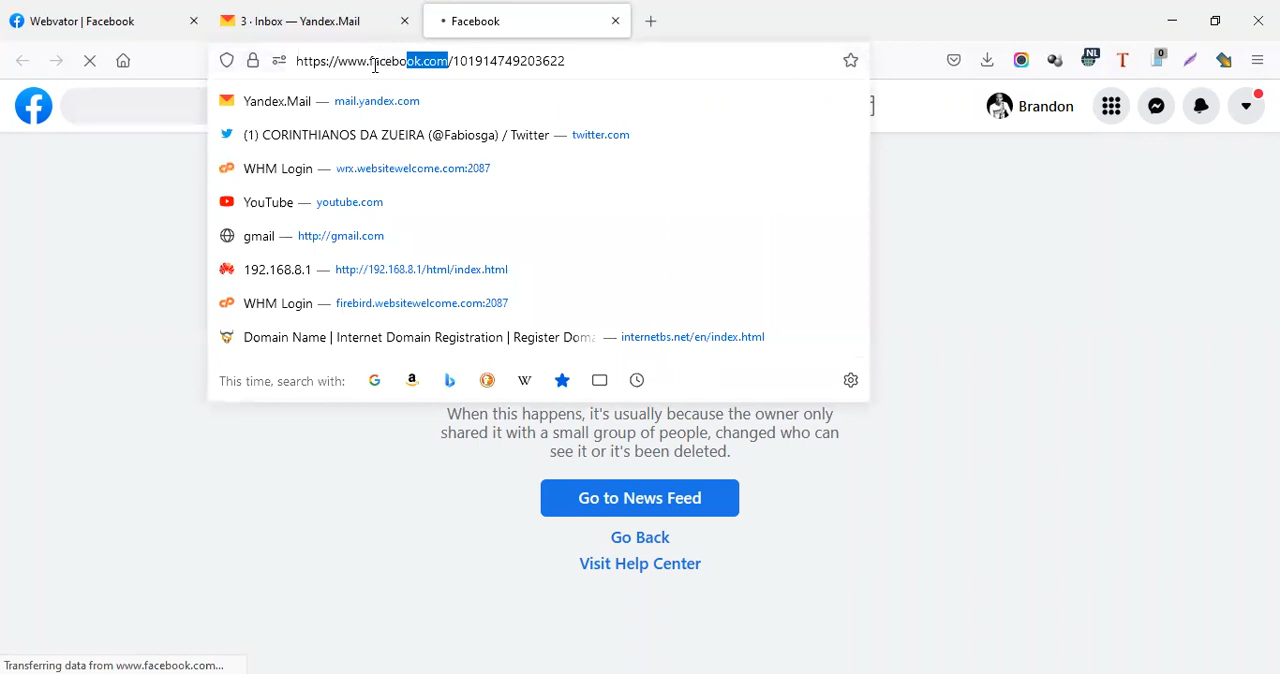 Webvator | Facebook
3 · Inbox — Yandex.Mail
Facebook
https://www.facebook.com/101914749203622
NL
T
0
Yandex.Mail — mail.yandex.com
(1) CORINTHIANOS DA ZUEIRA (@Fabiosga) / Twitter — twitter.com
WHM Login — wrx.websitewelcome.com:2087
YouTube — youtube.com
gmail — http://gmail.com
192.168.8.1 — http://192.168.8.1/html/index.html
WHM Login — firebird.websitewelcome.com:2087
Domain Name | Internet Domain Registration | Register Doma — internetbs.net/en/index.html
This time, search with:
Brandon
When this happens, it's usually because the owner only
shared it with a small group of people, changed who can
see it or it's been deleted.
Go to News Feed
Go Back
Visit Help Center
Transferring data from www.facebook.com...